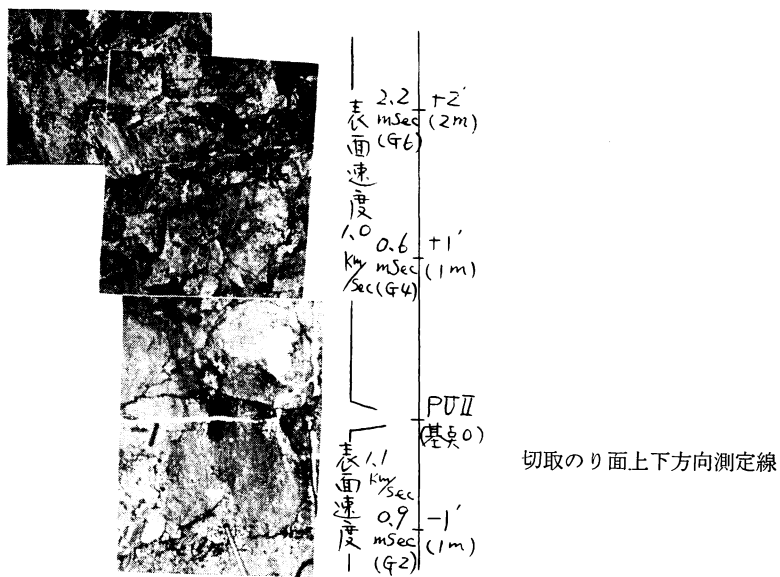 表面速度1.0Km/sec
2.2
mSec
(G6)
+2′
(2m)
0.6
mSec
(G4)
+1′
(1m)
PUⅡ
(基点0)
表面速度
1.1
Km/sec
0.9
mSec
(G2)
-1′
(1m)
切取のり面上下方向測定線